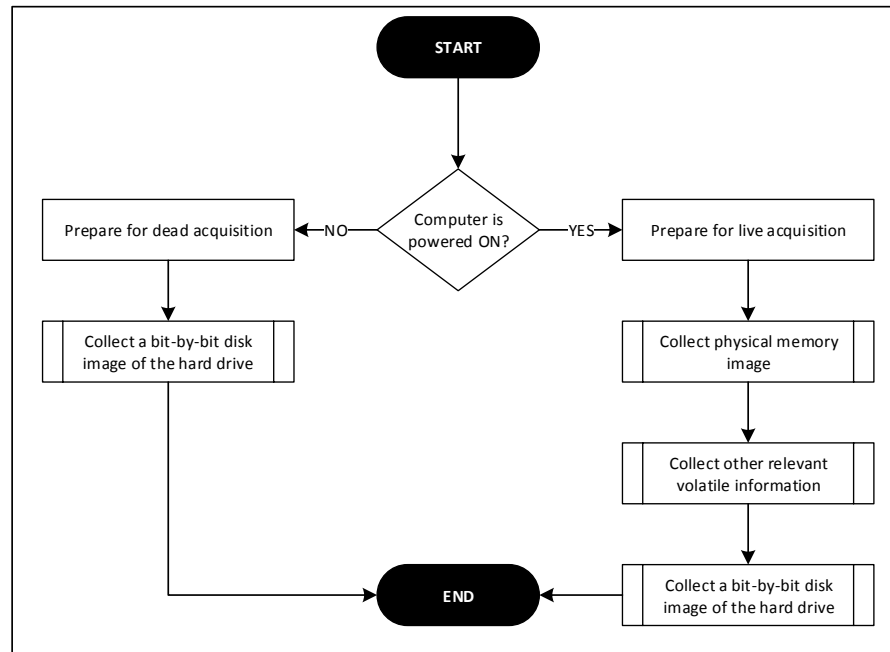 START
Computer is
powered ON?
NO
YES
Prepare for dead acquisition
Collect a bit-by-bit disk
image of the hard drive
Prepare for live acquisition
Collect physical memory
image
Collect other relevant
volatile information
Collect a bit-by-bit disk
image of the hard drive
END